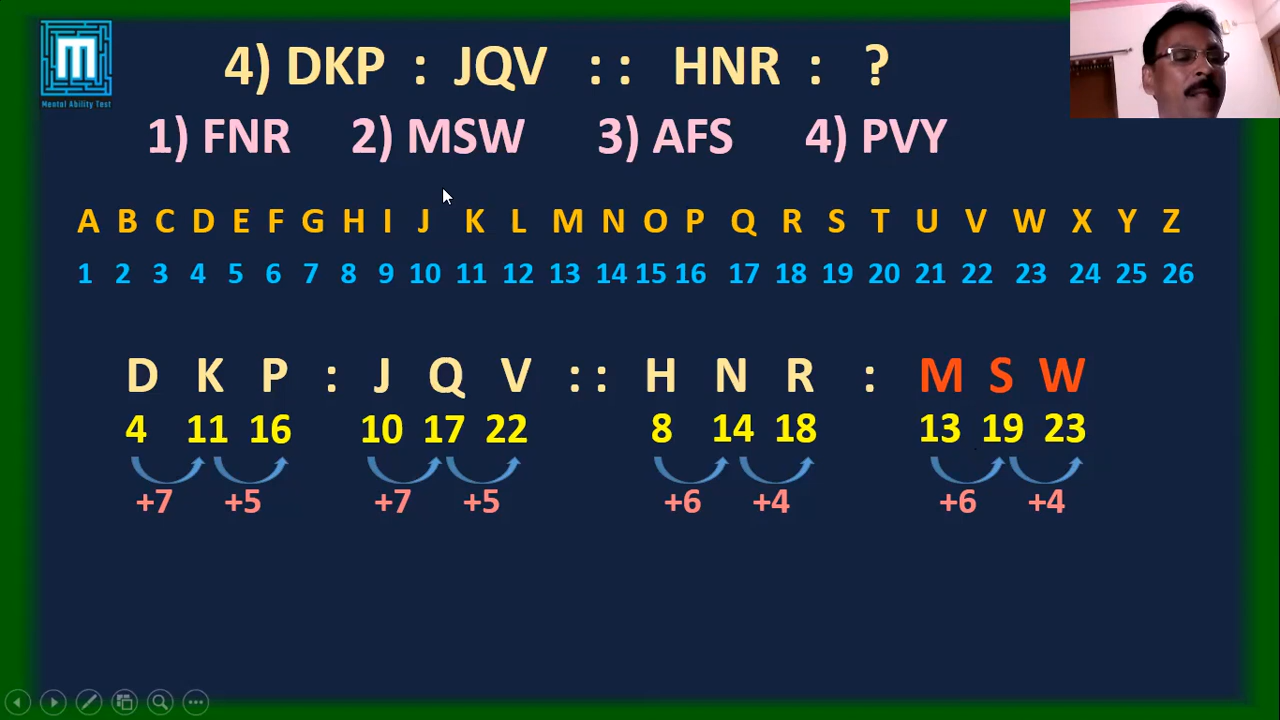 M
Mental Ability Test
4) DKP : JQV :: HNR : ?
1) FNR 2) MSW 3) AFS 4) PVY
A B C D E F G H I J K L M N O P Q R S T U V W X Y Z
1 2 3 4 5 6 7 8 9 10 11 12 13 14 15 16 17 18 19 20 21 22 23 24 25 26
D K P : J Q V :: H N R : M S W
4 11 16 10 17 22 8 14 18 13 19 23
+7 +5 +7 +5 +6 +4 +6 +4